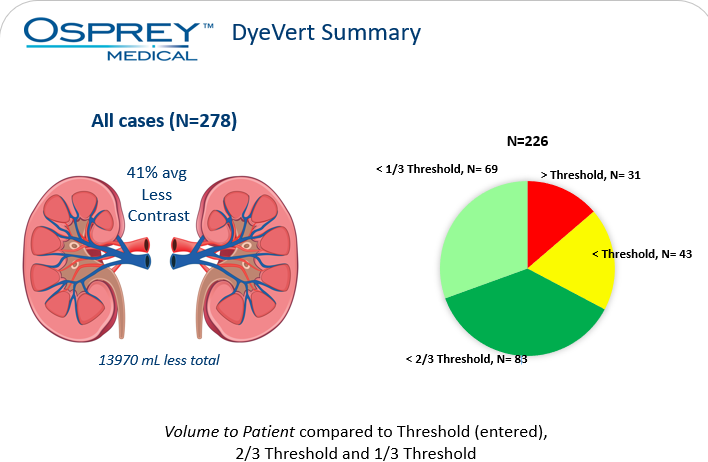 OSPREY™
MEDICAL
DyeVert Summary
All cases (N=278)
41% avg
Less
Contrast
13970 mL less total
N=226
< 1/3 Threshold, N= 69
> Threshold, N= 31
< Threshold, N= 43
< 2/3 Threshold, N= 83
Volume to Patient compared to Threshold (entered),
2/3 Threshold and 1/3 Threshold